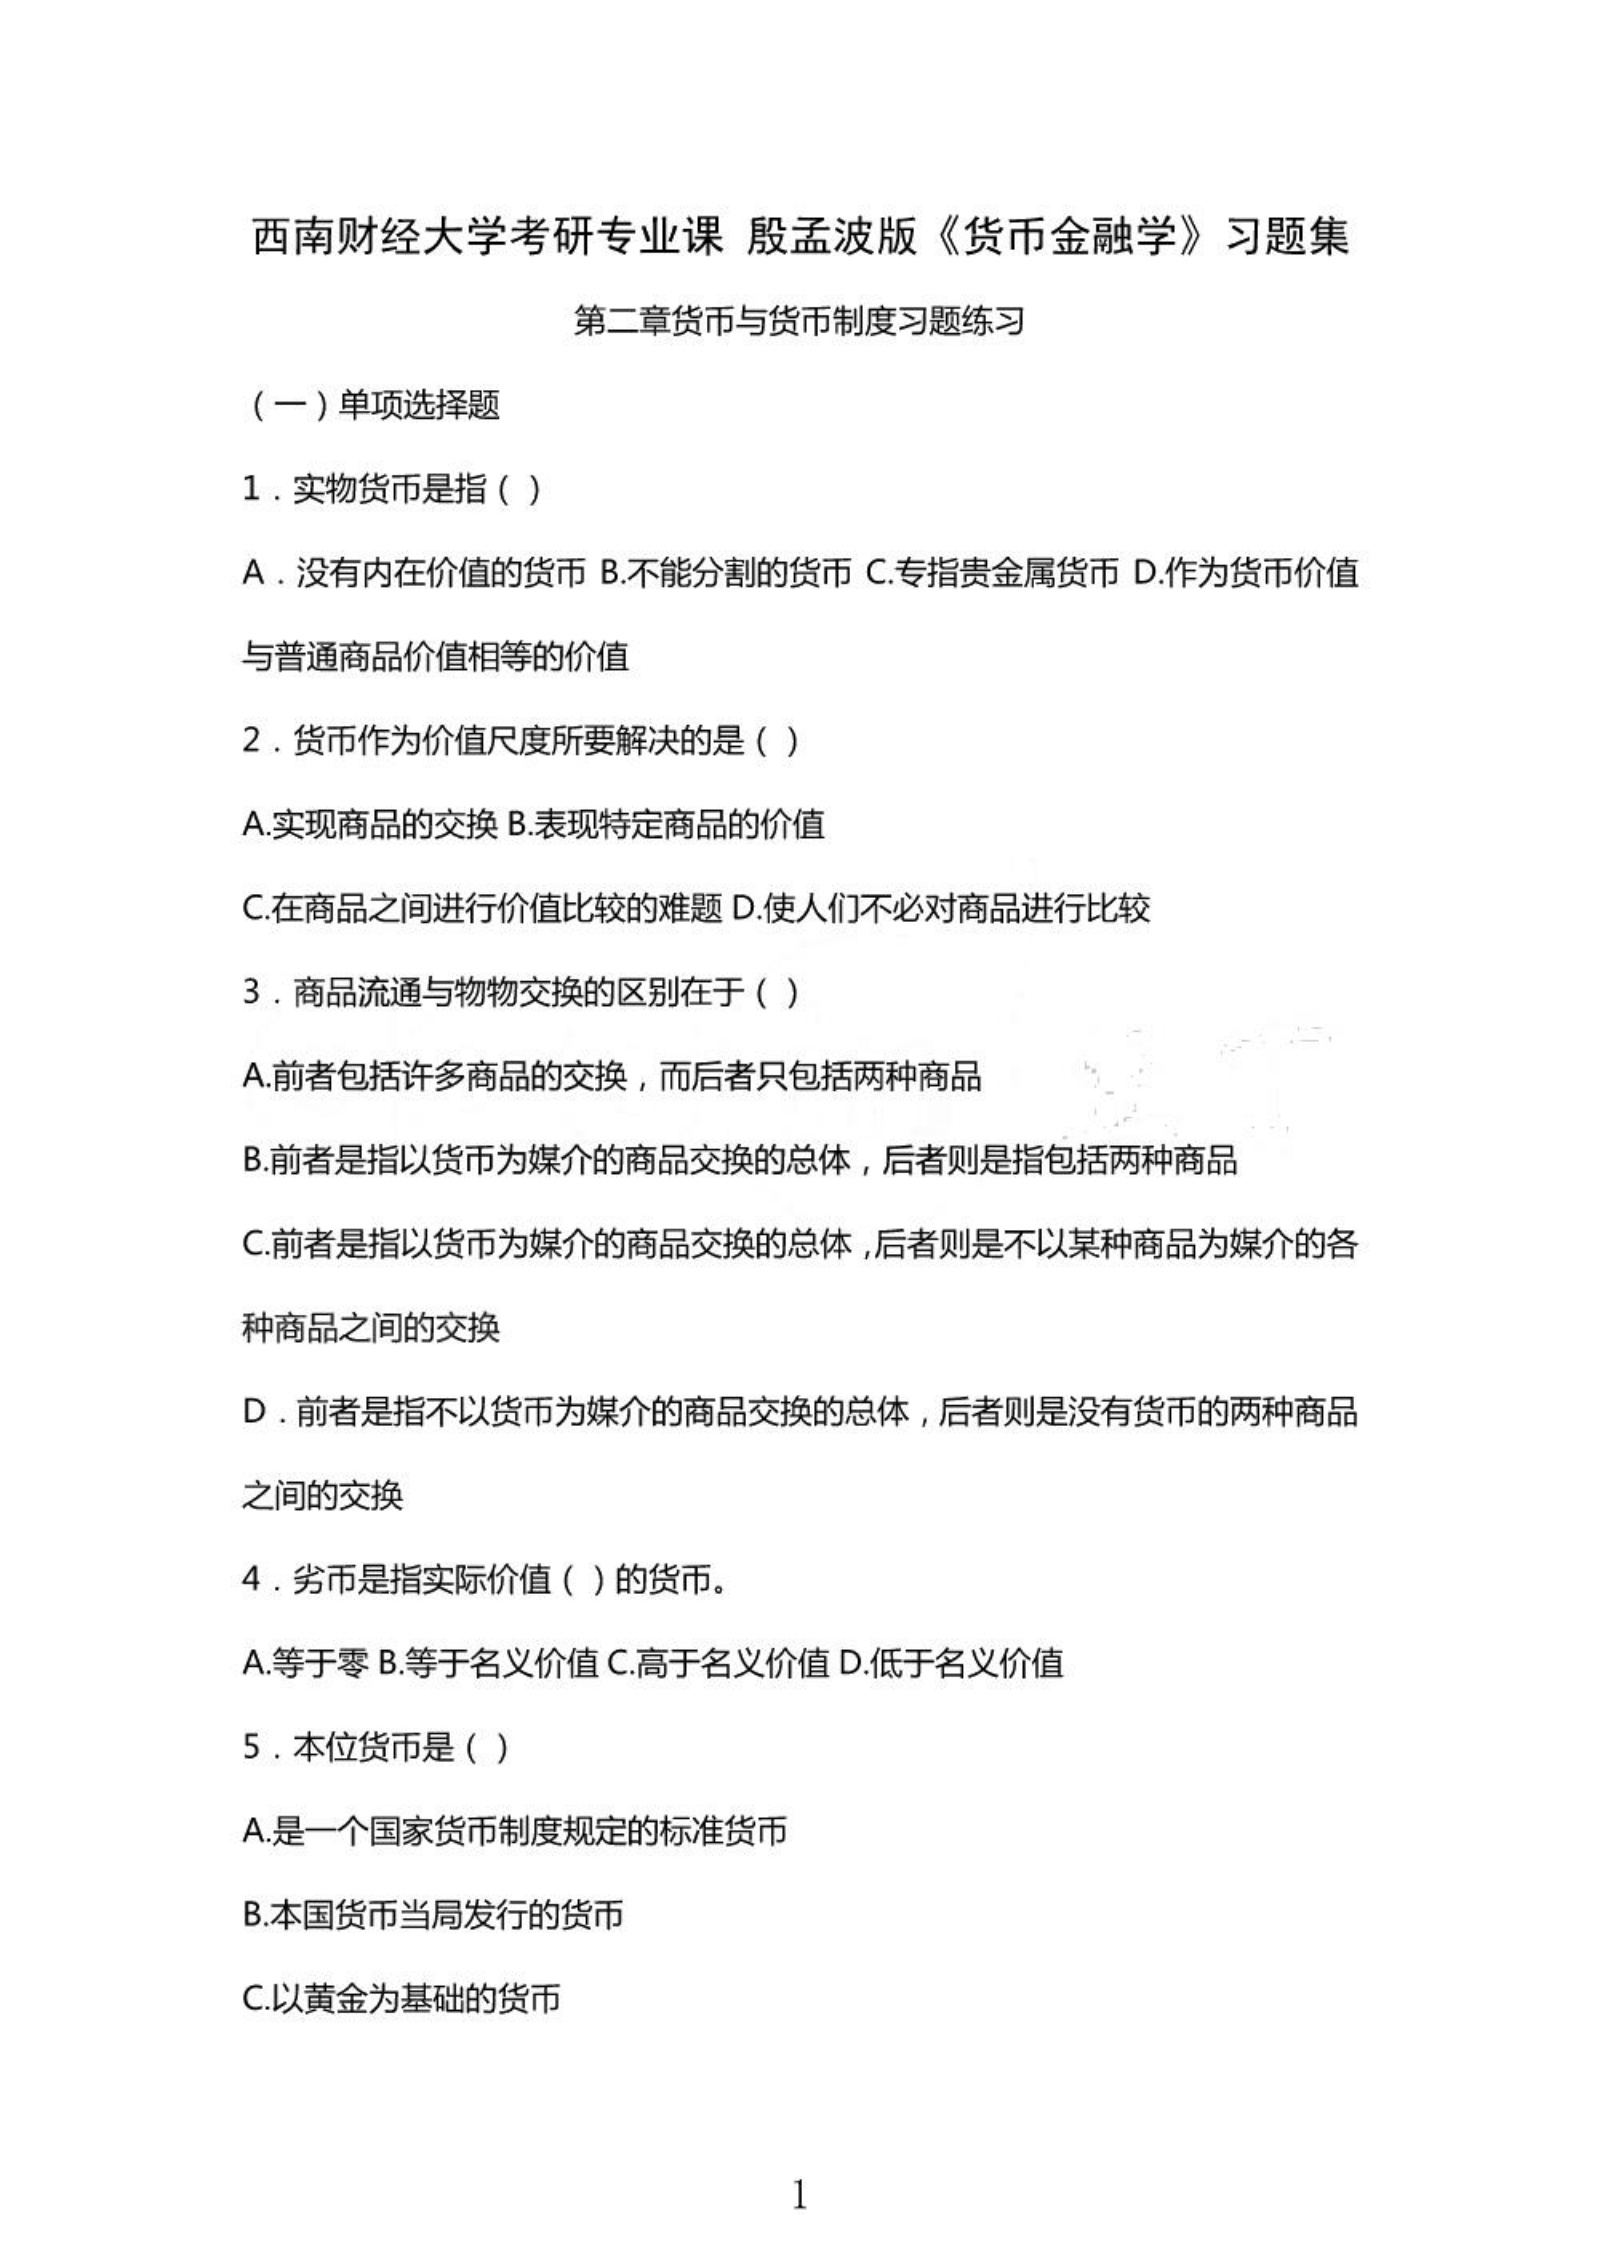 西南财经大学考研专业课 殷孟波版《货币金融学》习题集
第二章货币与货币制度习题练习
（一）单项选择题
1．实物货币是指（ ）
A．没有内在价值的货币 B.不能分割的货币 C.专指贵金属货币 D.作为货币价值
与普通商品价值相等的价值
2．货币作为价值尺度所要解决的是（ ）
A.实现商品的交换 B.表现特定商品的价值
C.在商品之间进行价值比较的难题 D.使人们不必对商品进行比较
3．商品流通与物物交换的区别在于（ ）
A.前者包括许多商品的交换，而后者只包括两种商品
B.前者是指以货币为媒介的商品交换的总体，后者则是指包括两种商品
C.前者是指以货币为媒介的商品交换的总体，后者则是不以某种商品为媒介的各
种商品之间的交换
D．前者是指不以货币为媒介的商品交换的总体，后者则是没有货币的两种商品
之间的交换
4．劣币是指实际价值（ ）的货币。
A.等于零 B.等于名义价值 C.高于名义价值 D.低于名义价值
5．本位货币是（ ）
A.是一个国家货币制度规定的标准货币
B.本国货币当局发行的货币
C.以黄金为基础的货币
1